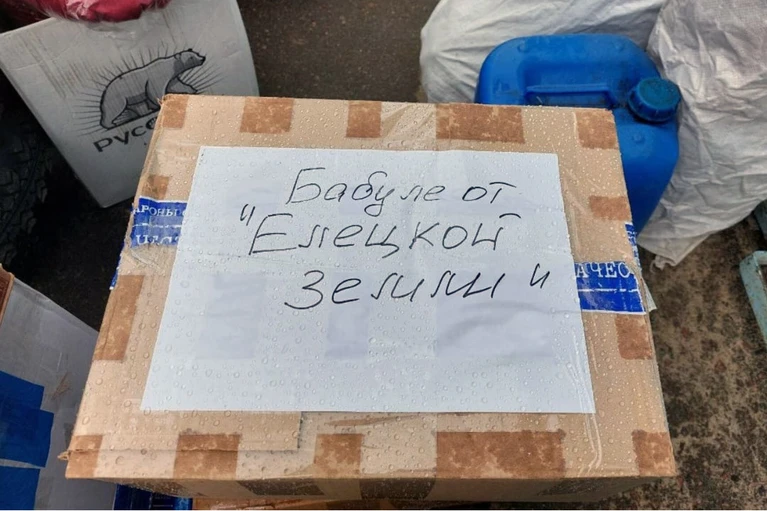 Бабуле от
"Елецкой
земли"